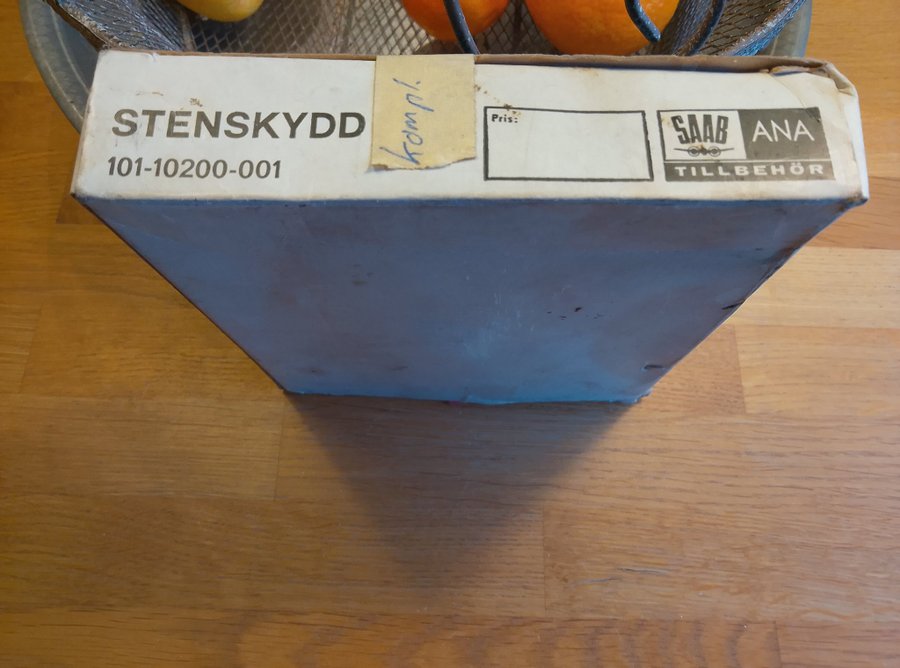 STENSKYDD
101-10200-001
kompl.
Pris:
SAAB
ANA
TILLBEHÖR